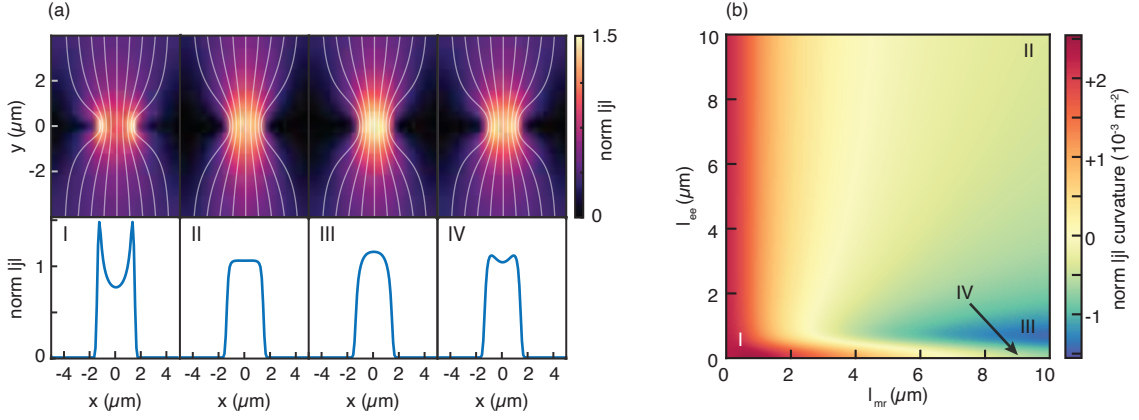 (a)
y (µm)
2
0
-2
1.5
norm |j|
0
norm |j|
1
0
I
II
III
IV
-4 -2 0 2 4
-4 -2 0 2 4
-4 -2 0 2 4
-4 -2 0 2 4
x (µm)
x (µm)
x (µm)
x (µm)
(b)
l_ee (µm)
10
8
6
4
2
0
II
IV
III
I
0 2 4 6 8 10
l_mr (µm)
+2
+1
0
-1
norm |j| curvature (10⁻³ m⁻²)